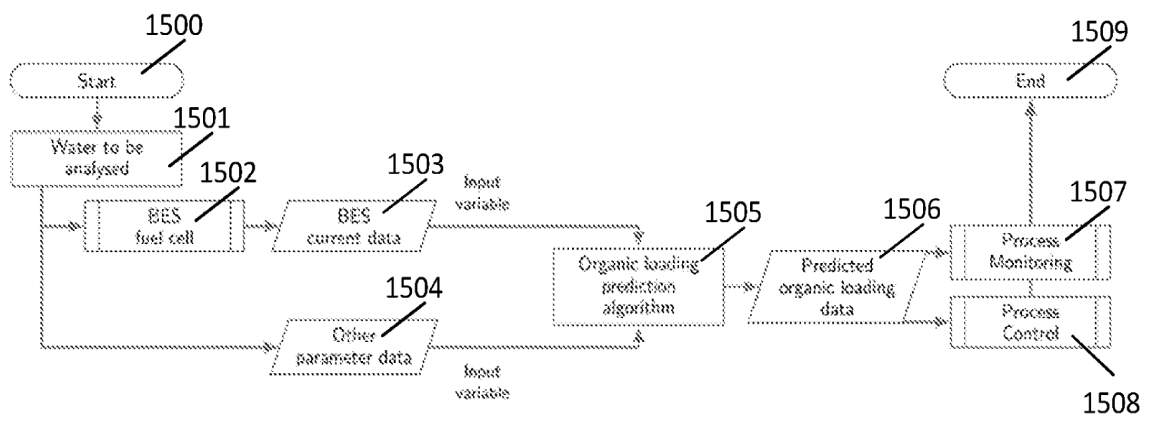 1500
Start
1501
Water to be
analysed
1502
BES
fuel cell
1503
BES
current data
Input
variable
1504
Other
parameter data
Input
variable
1505
Organic loading
prediction
algorithm
1506
Predicted
organic loading
data
1507
Process
Monitoring
Process
Control
1508
1509
End